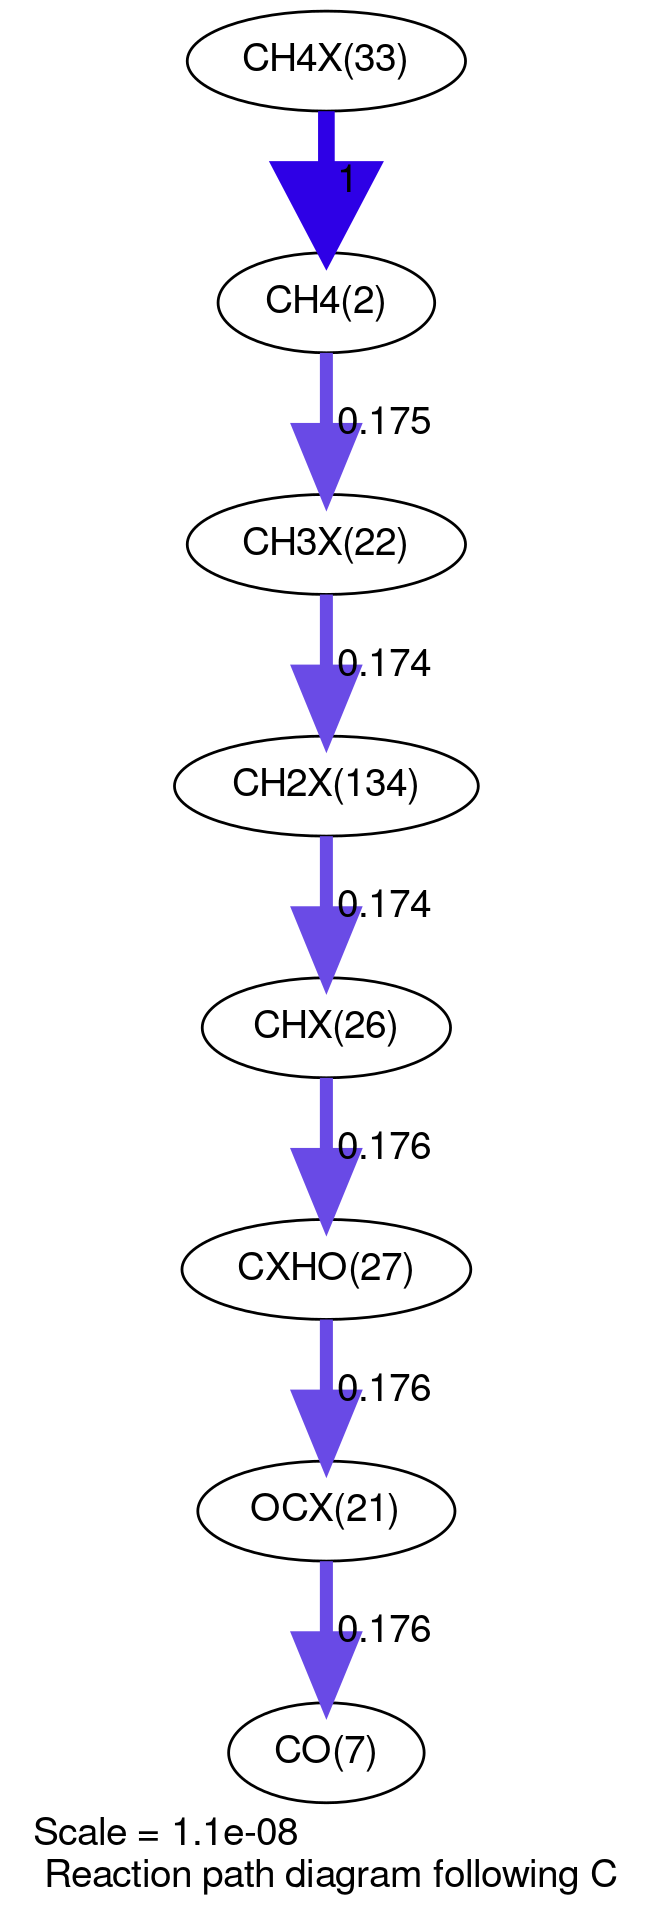 CH4X(33)
1
CH4(2)
0.175
CH3X(22)
0.174
CH2X(134)
0.174
CHX(26)
0.176
CXHO(27)
0.176
OCX(21)
0.176
CO(7)
Scale = 1.1e-08
Reaction path diagram following C